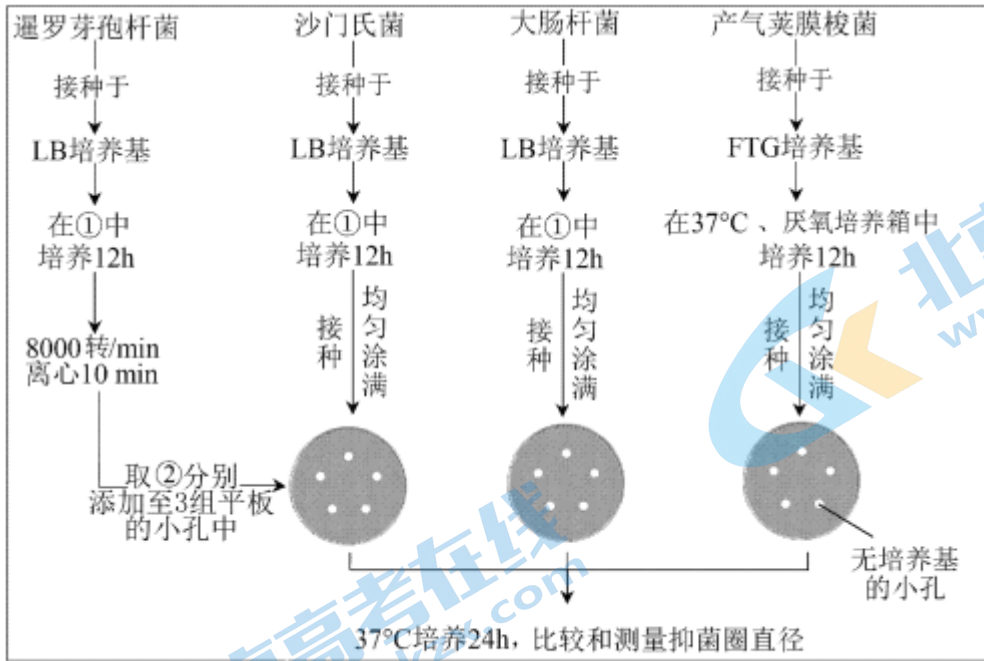 暹罗芽孢杆菌
接种于
LB培养基
在①中
培养12h
8000转/min
离心10 min
取②分别
添加至3组平板
的小孔中
沙门氏菌
接种于
LB培养基
在①中
培养12h
接种
均匀涂满
大肠杆菌
接种于
LB培养基
在①中
培养12h
接种
均匀涂满
产气荚膜梭菌
接种于
FTG培养基
在37°C、厌氧培养箱中
培养12h
接种
均匀涂满
无培养基
的小孔
37°C培养24h，比较和测量抑菌圈直径
北
高考在线